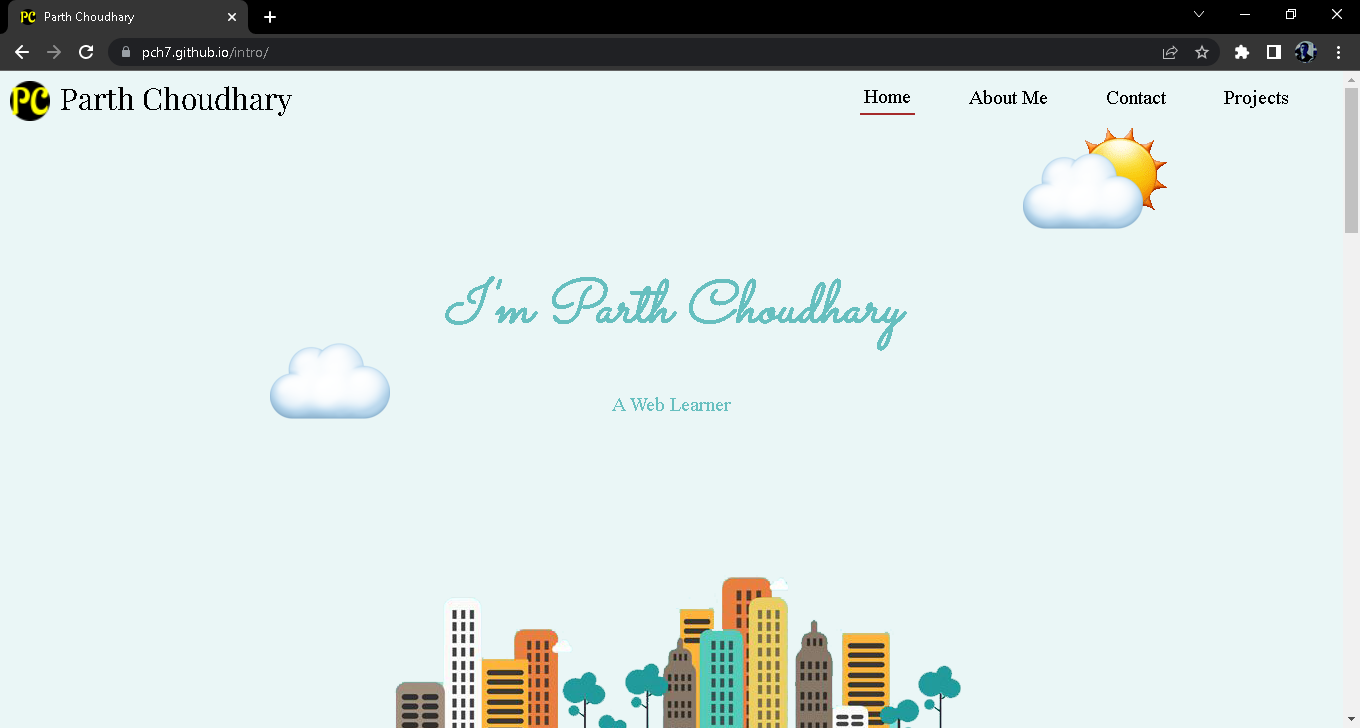 PC Parth Choudhary
pch7.github.io/intro/
PC Parth Choudhary
Home About Me Contact Projects
I'm Parth Choudhary
A Web Learner